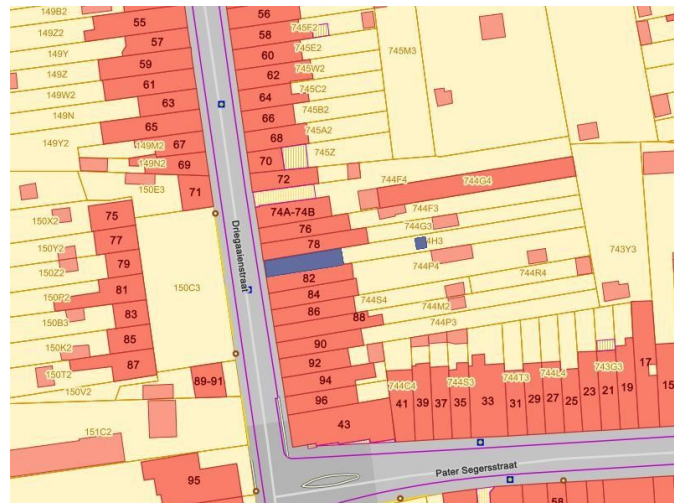 149B2
149Z2
149Y
149Z
149W2
149N
149Y2
55
57
59
61
63
65
67
149M2
149N2
69
150E3
71
56
58
60
62
64
66
68
70
72
745F2
745E2
745W2
745C2
745B2
745A2
745Z
745M3
74A-74B
76
78
82
84
86
88
90
92
94
96
43
744F4
744G4
744F3
744G3
44H3
744P4
744R4
744S4
744M2
744P3
743Y3
150X2
150Y2
150Z2
150P2
150B3
150K2
150T2
150V2
75
77
79
81
83
85
87
150C3
89-91
151C2
95
Driegaaienstraat
744C4
744S3
744T3
744L4
743G3
41
39
37
35
33
31
29
27
25
23
21
19
17
15
Pater Segersstraat
58